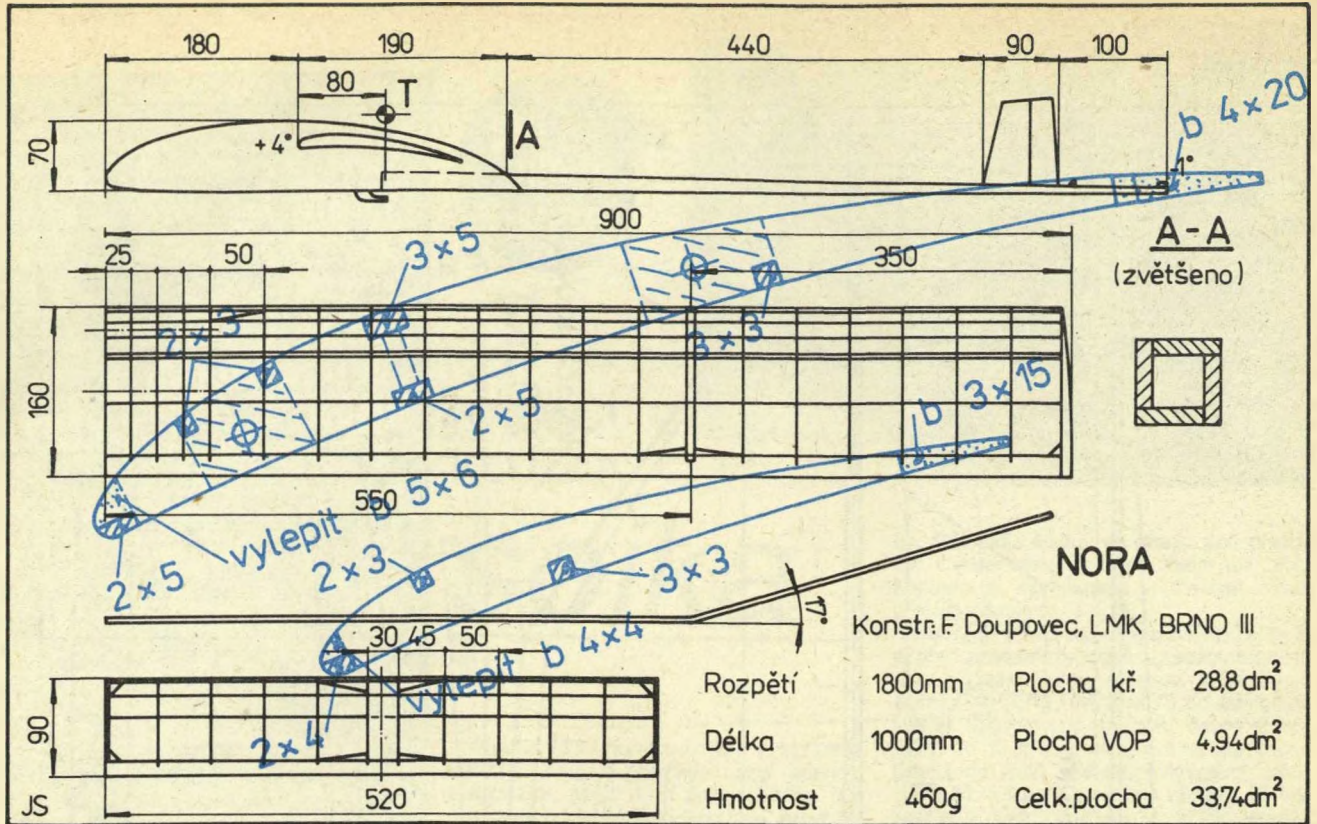 180
190
440
90
100
80
T
A
b 4×20
70
+4°
-1°
900
A-A
25
50
3×5
350
(zvětšeno)
2×3
3×3
160
b 3×15
2×5
550
vylepit b 5×6
NORA
2×5
2×3
3×3
17°
30
45
50
Konstr: F. Doupovec, LMK BRNO III
vylepit b 4×4
Rozpětí 1800mm Plocha kř. 28,8dm²
90
2×4
Délka 1000mm Plocha VOP 4,94dm²
JS
520
Hmotnost 460g Celk.plocha 33,74dm²